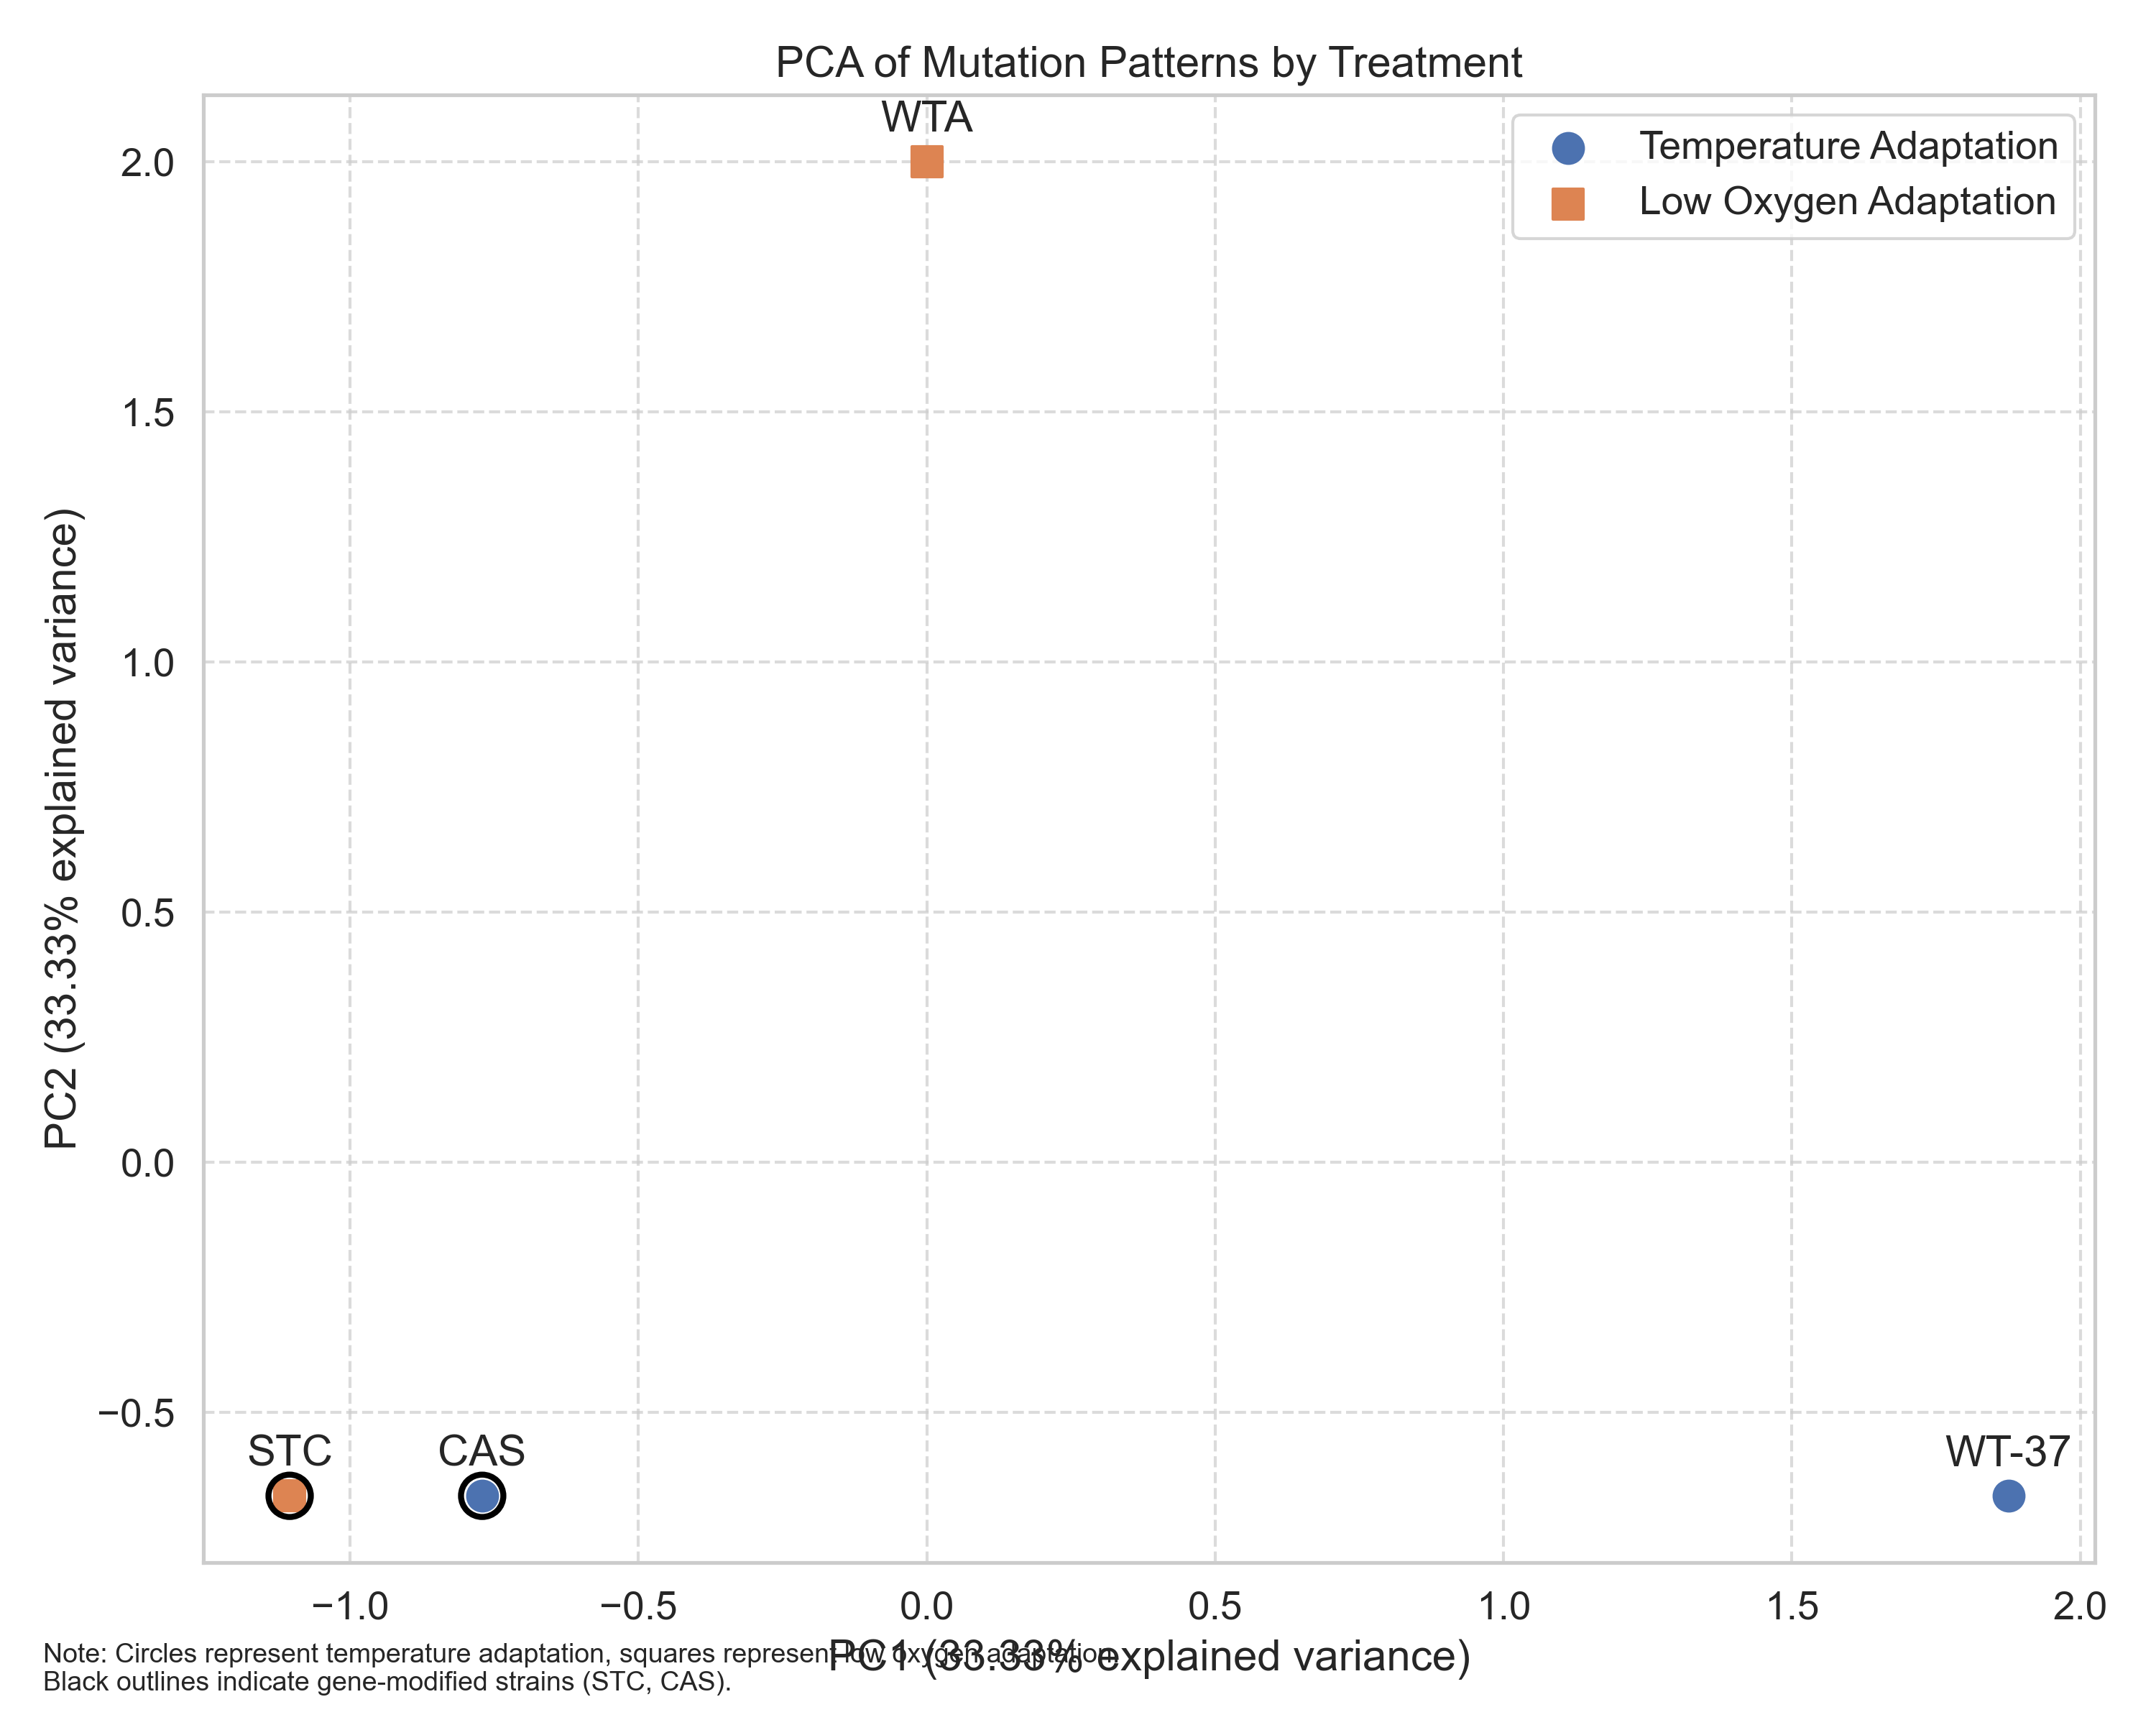 PCA of Mutation Patterns by Treatment
WTA
Temperature Adaptation
Low Oxygen Adaptation
2.0
1.5
1.0
0.5
0.0
−0.5
PC2 (33.33% explained variance)
STC
CAS
WT-37
−1.0
−0.5
0.0
0.5
1.0
1.5
2.0
PC1 (33.33% explained variance)
Note: Circles represent temperature adaptation, squares represent low oxygen adaptation.
Black outlines indicate gene-modified strains (STC, CAS).